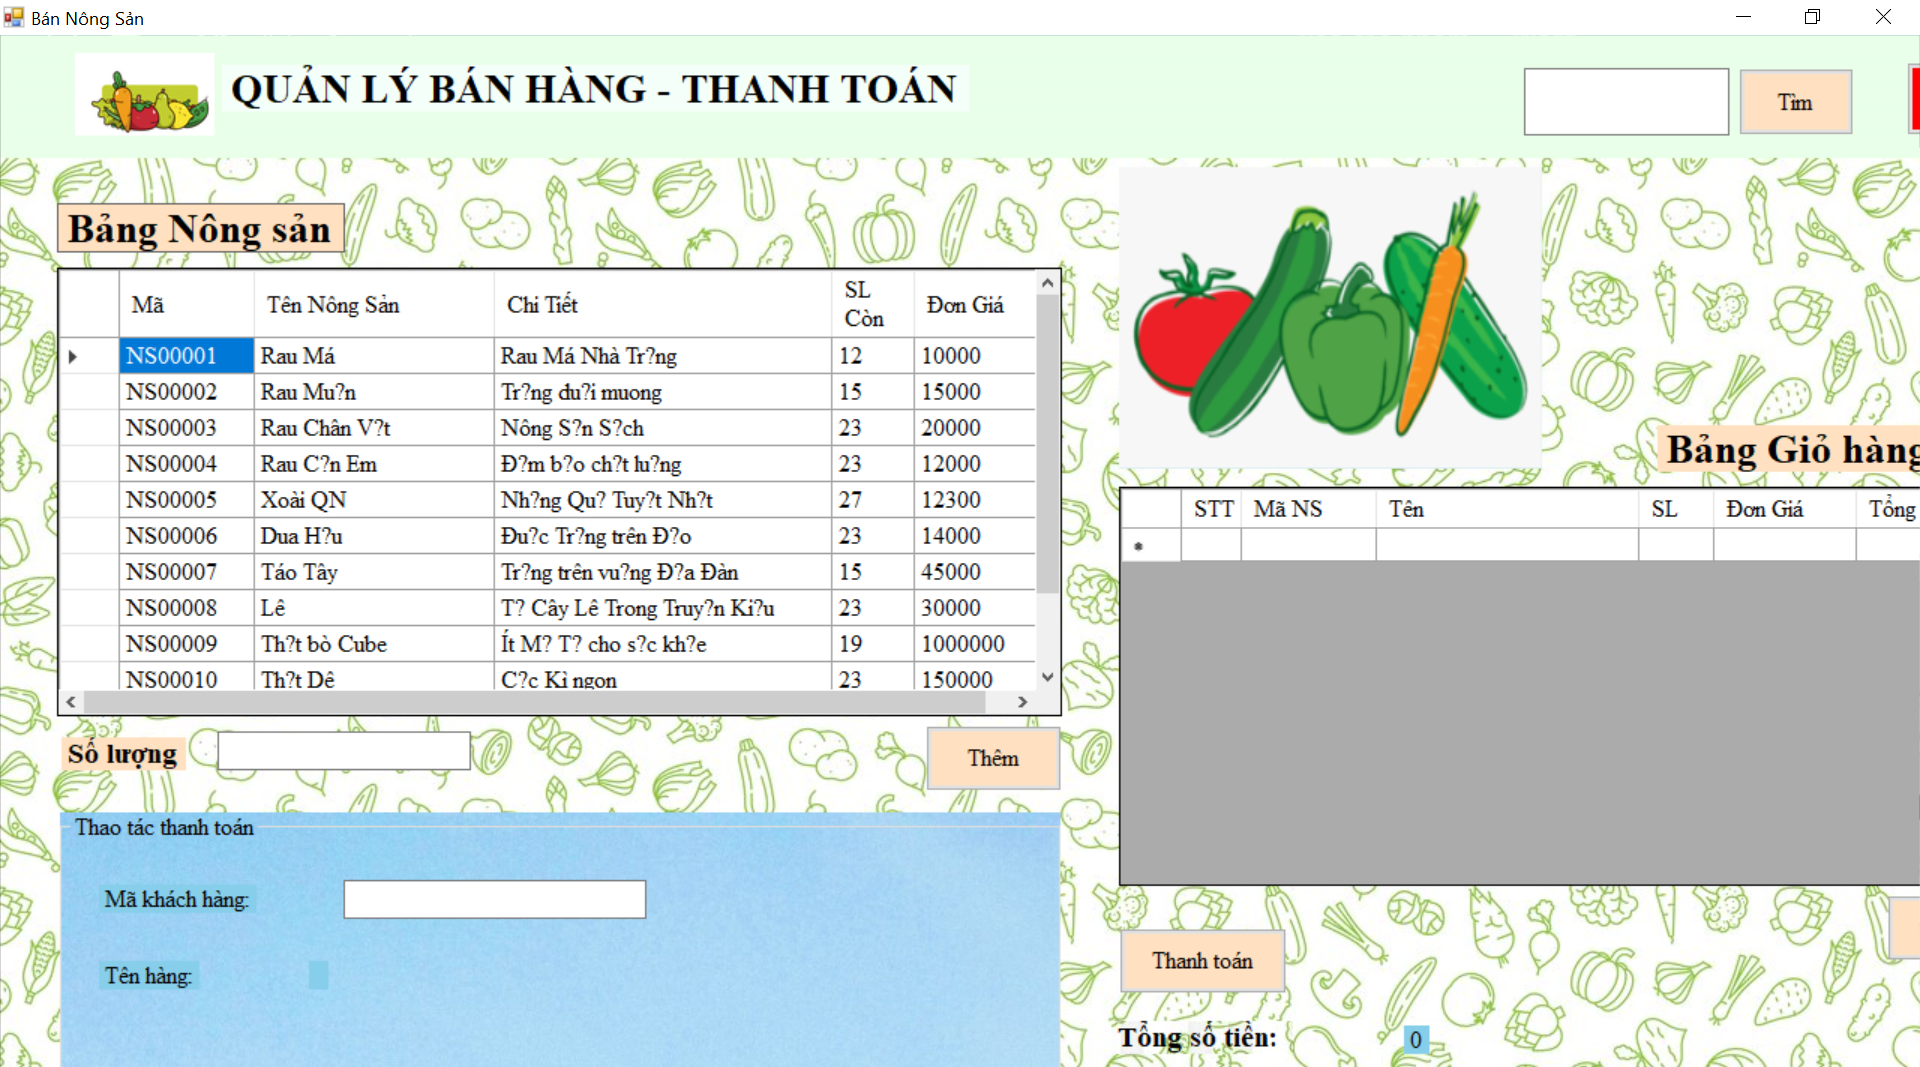 Bán Nông Sản
QUẢN LÝ BÁN HÀNG - THANH TOÁN
Tìm
Bảng Nông sản
Mã Tên Nông Sản Chi Tiết SL Còn Đơn Giá
NS00001 Rau Má Rau Má Nhà Tr?ng 12 10000
NS00002 Rau Mu?n Tr?ng du?i muong 15 15000
NS00003 Rau Chân V?t Nông S?n S?ch 23 20000
NS00004 Rau C?n Em Đ?m b?o ch?t lu?ng 23 12000
NS00005 Xoài QN Nh?ng Qu? Tuy?t Nh?t 27 12300
NS00006 Dua H?u Đu?c Tr?ng trên Đ?o 23 14000
NS00007 Táo Tây Tr?ng trên vu?ng Đ?a Đàn 15 45000
NS00008 Lê T? Cây Lê Trong Truy?n Ki?u 23 30000
NS00009 Th?t bò Cube Ít M? T? cho s?c kh?e 19 1000000
NS00010 Th?t Dê C?c Kì ngon 23 150000
Số lượng
Thêm
Thao tác thanh toán
Mã khách hàng:
Tên hàng:
Bảng Giỏ hàng
STT Mã NS Tên SL Đơn Giá Tổng
Thanh toán
Tổng số tiền: 0